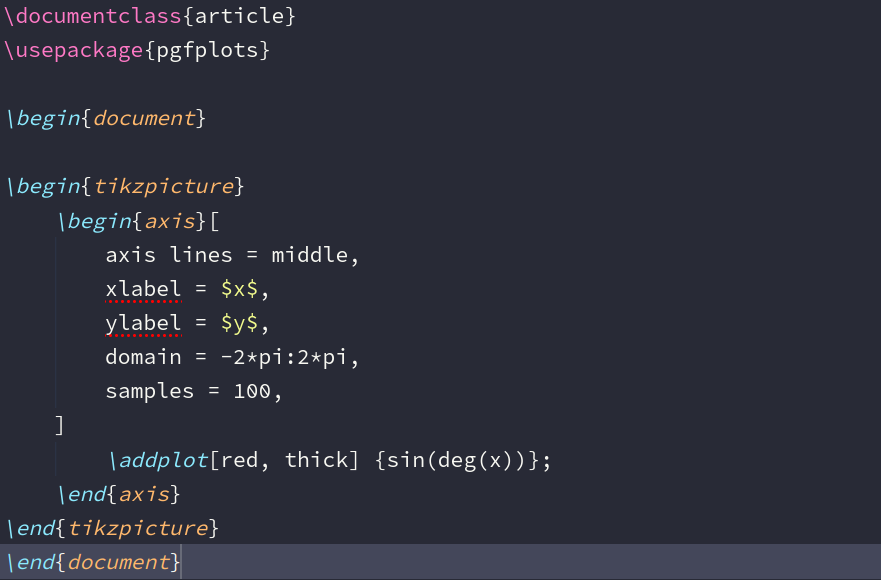 \documentclass{article}
\usepackage{pgfplots}
\begin{document}
\begin{tikzpicture}
\begin{axis}[
axis lines = middle,
xlabel = $x$,
ylabel = $y$,
domain = -2*pi:2*pi,
samples = 100,
]
\addplot[red, thick] {sin(deg(x))};
\end{axis}
\end{tikzpicture}
\end{document}